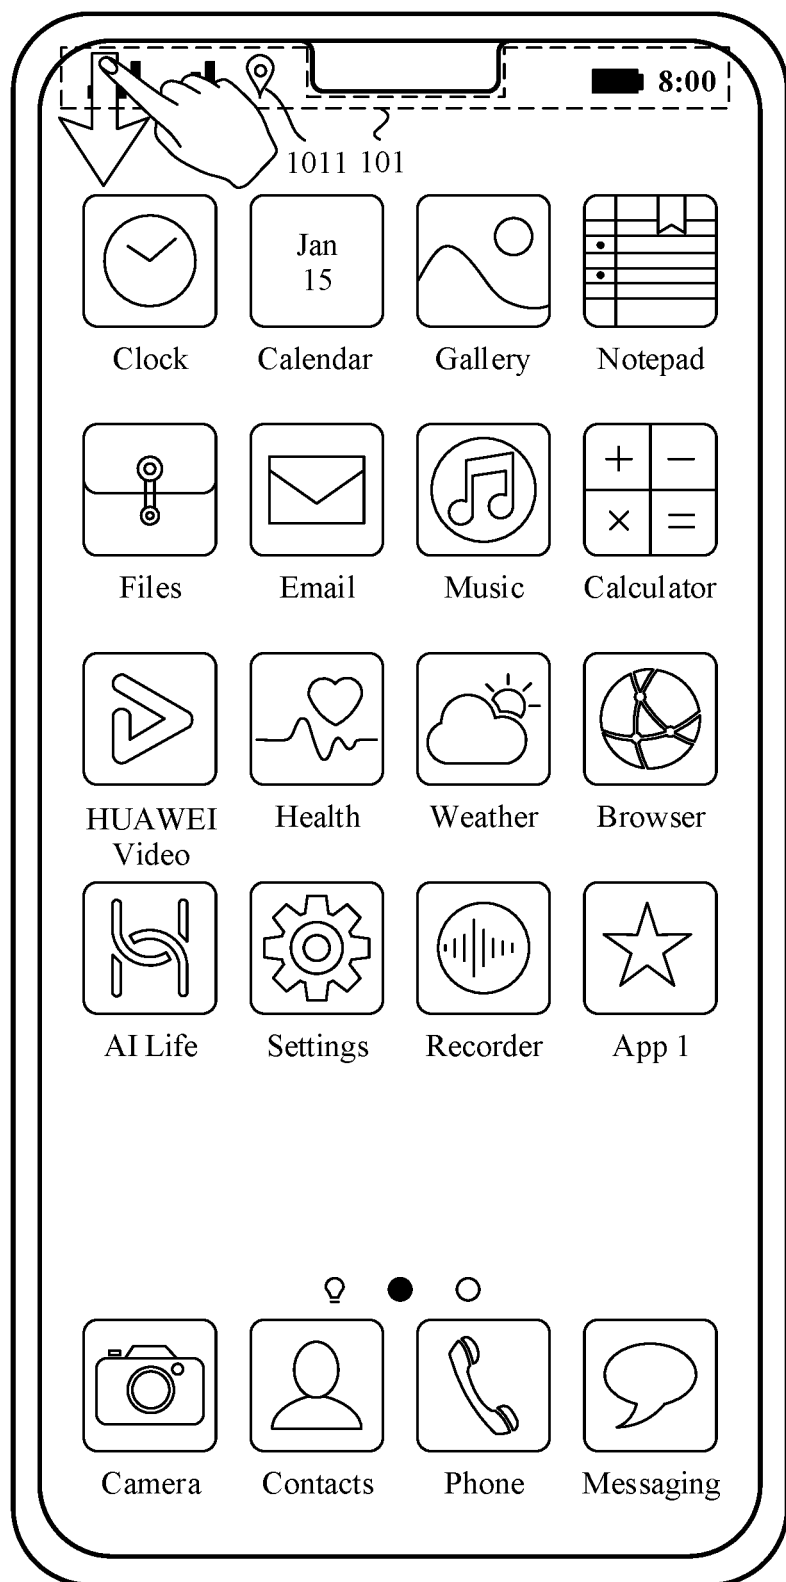 8:00
1011 101
Jan
15
Clock Calendar Gallery Notepad
Files Email Music Calculator
HUAWEI
Video
Health Weather Browser
AI Life Settings Recorder App 1
Camera Contacts Phone Messaging